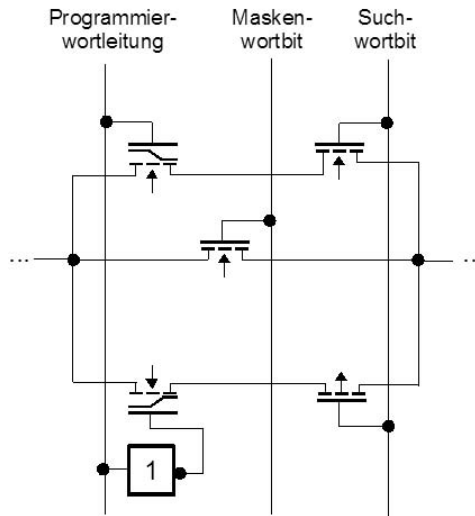 Programmier-
wortleitung
Masken-
wortbit
Such-
wortbit
...
...
1